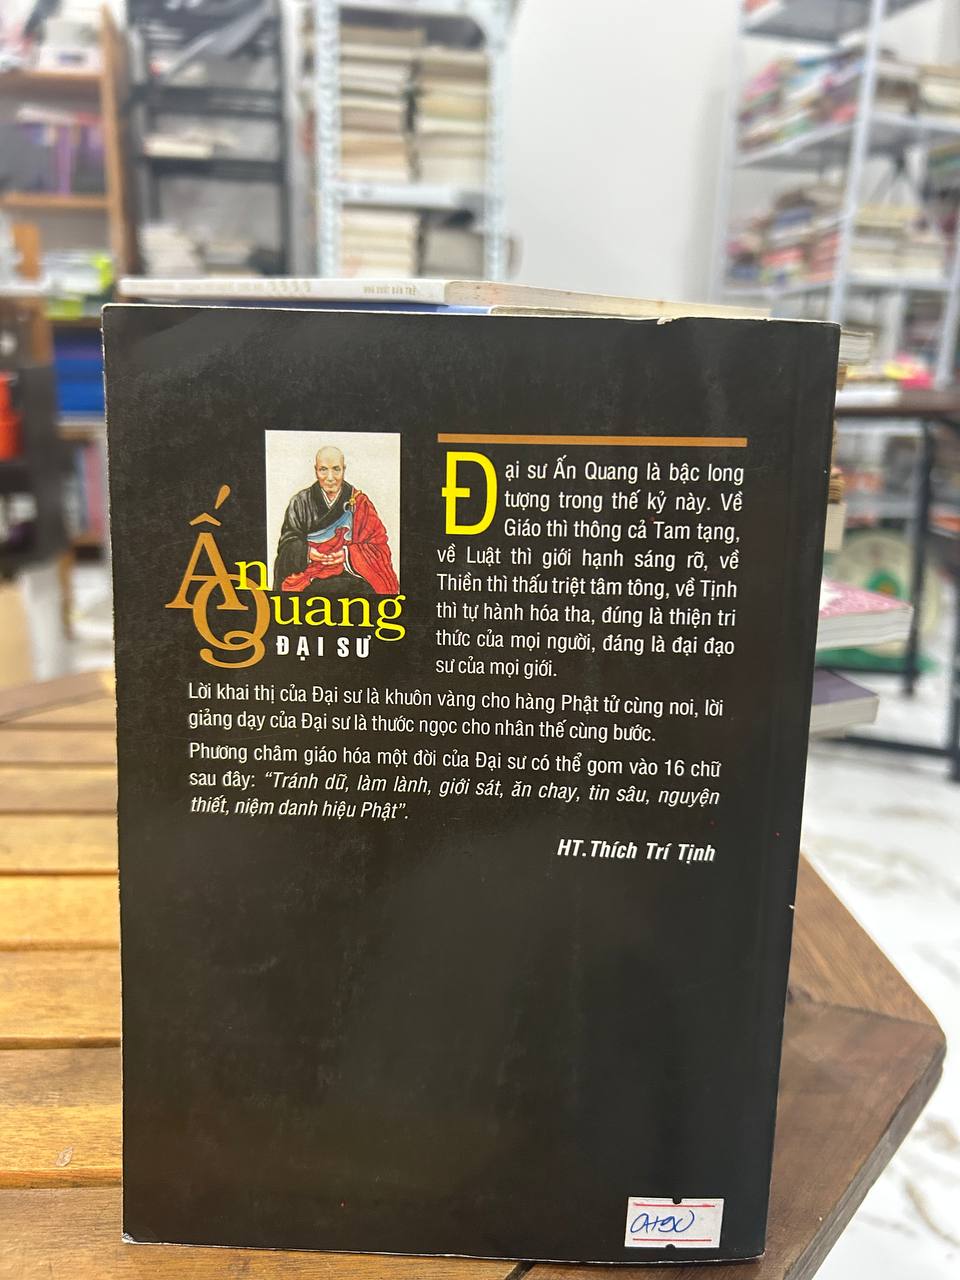 NHÀ XUẤT BẢN TRẺ
Ấn
Quang
ĐẠI SƯ
Đại sư Ấn Quang là bậc long
tượng trong thế kỷ này. Về
Giáo thì thông cả Tam tạng,
về Luật thì giới hạnh sáng rỡ, về
Thiền thì thấu triệt tâm tông, về Tịnh
thì tự hành hóa tha, đúng là thiện tri
thức của mọi người, đáng là đại đạo
sư của mọi giới.
Lời khai thị của Đại sư là khuôn vàng cho hàng Phật tử cùng noi, lời
giảng dạy của Đại sư là thước ngọc cho nhân thế cùng bước.
Phương châm giáo hóa một đời của Đại sư có thể gom vào 16 chữ
sau đây: “Tránh dữ, làm lành, giới sát, ăn chay, tin sâu, nguyện
thiết, niệm danh hiệu Phật”.
HT.Thích Trí Tịnh